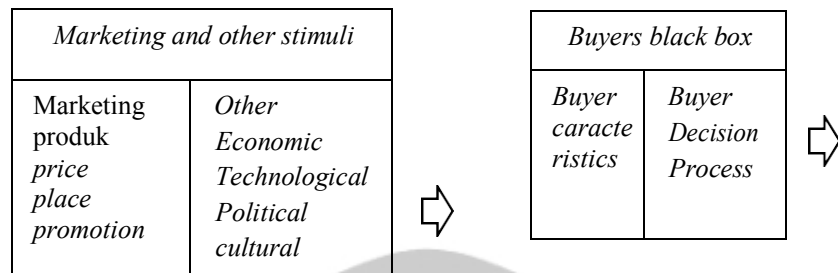 Marketing and other stimuli
Marketing
produk
price
place
promotion
Other
Economic
Technological
Political
cultural
Buyers black box
Buyer
caracte
ristics
Buyer
Decision
Process